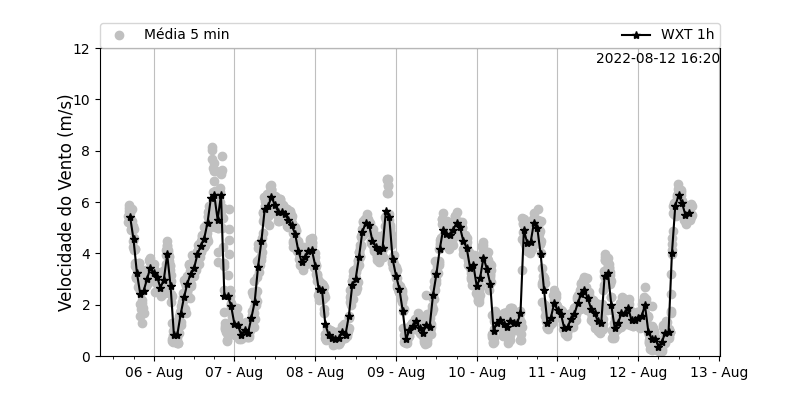 Média 5 min
WXT 1h
2022-08-12 16:20
Velocidade do Vento (m/s)
12
10
8
6
4
2
0
06 - Aug
07 - Aug
08 - Aug
09 - Aug
10 - Aug
11 - Aug
12 - Aug
13 - Aug